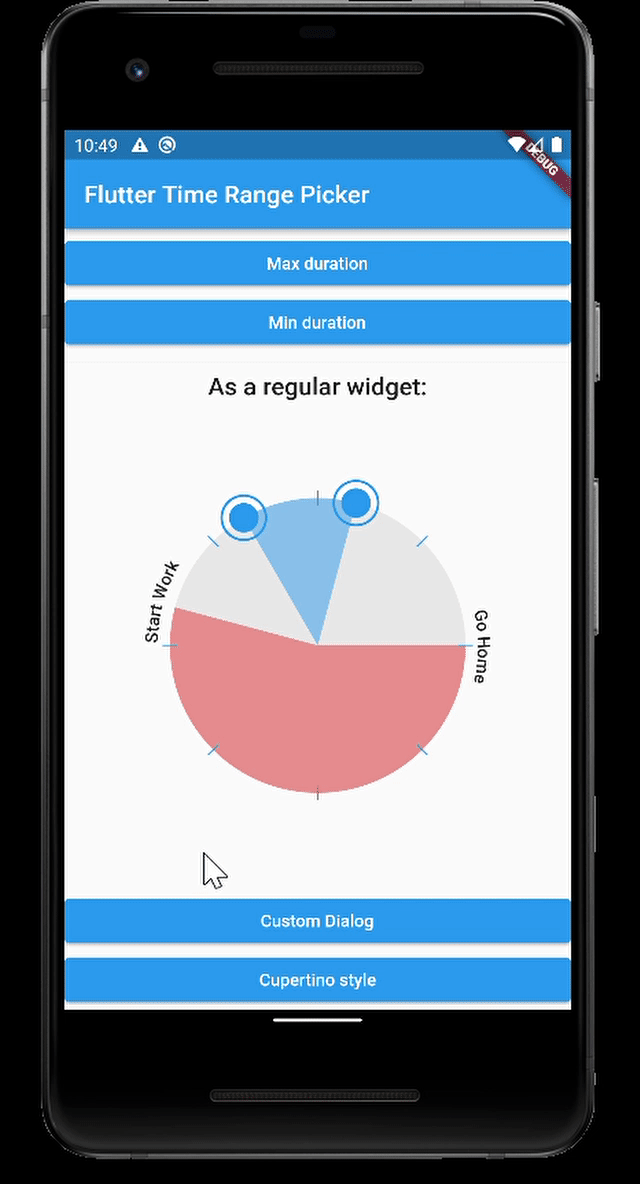 10:49
DEBUG
Flutter Time Range Picker
Max duration
Min duration
As a regular widget:
Start Work
Go Home
Custom Dialog
Cupertino style